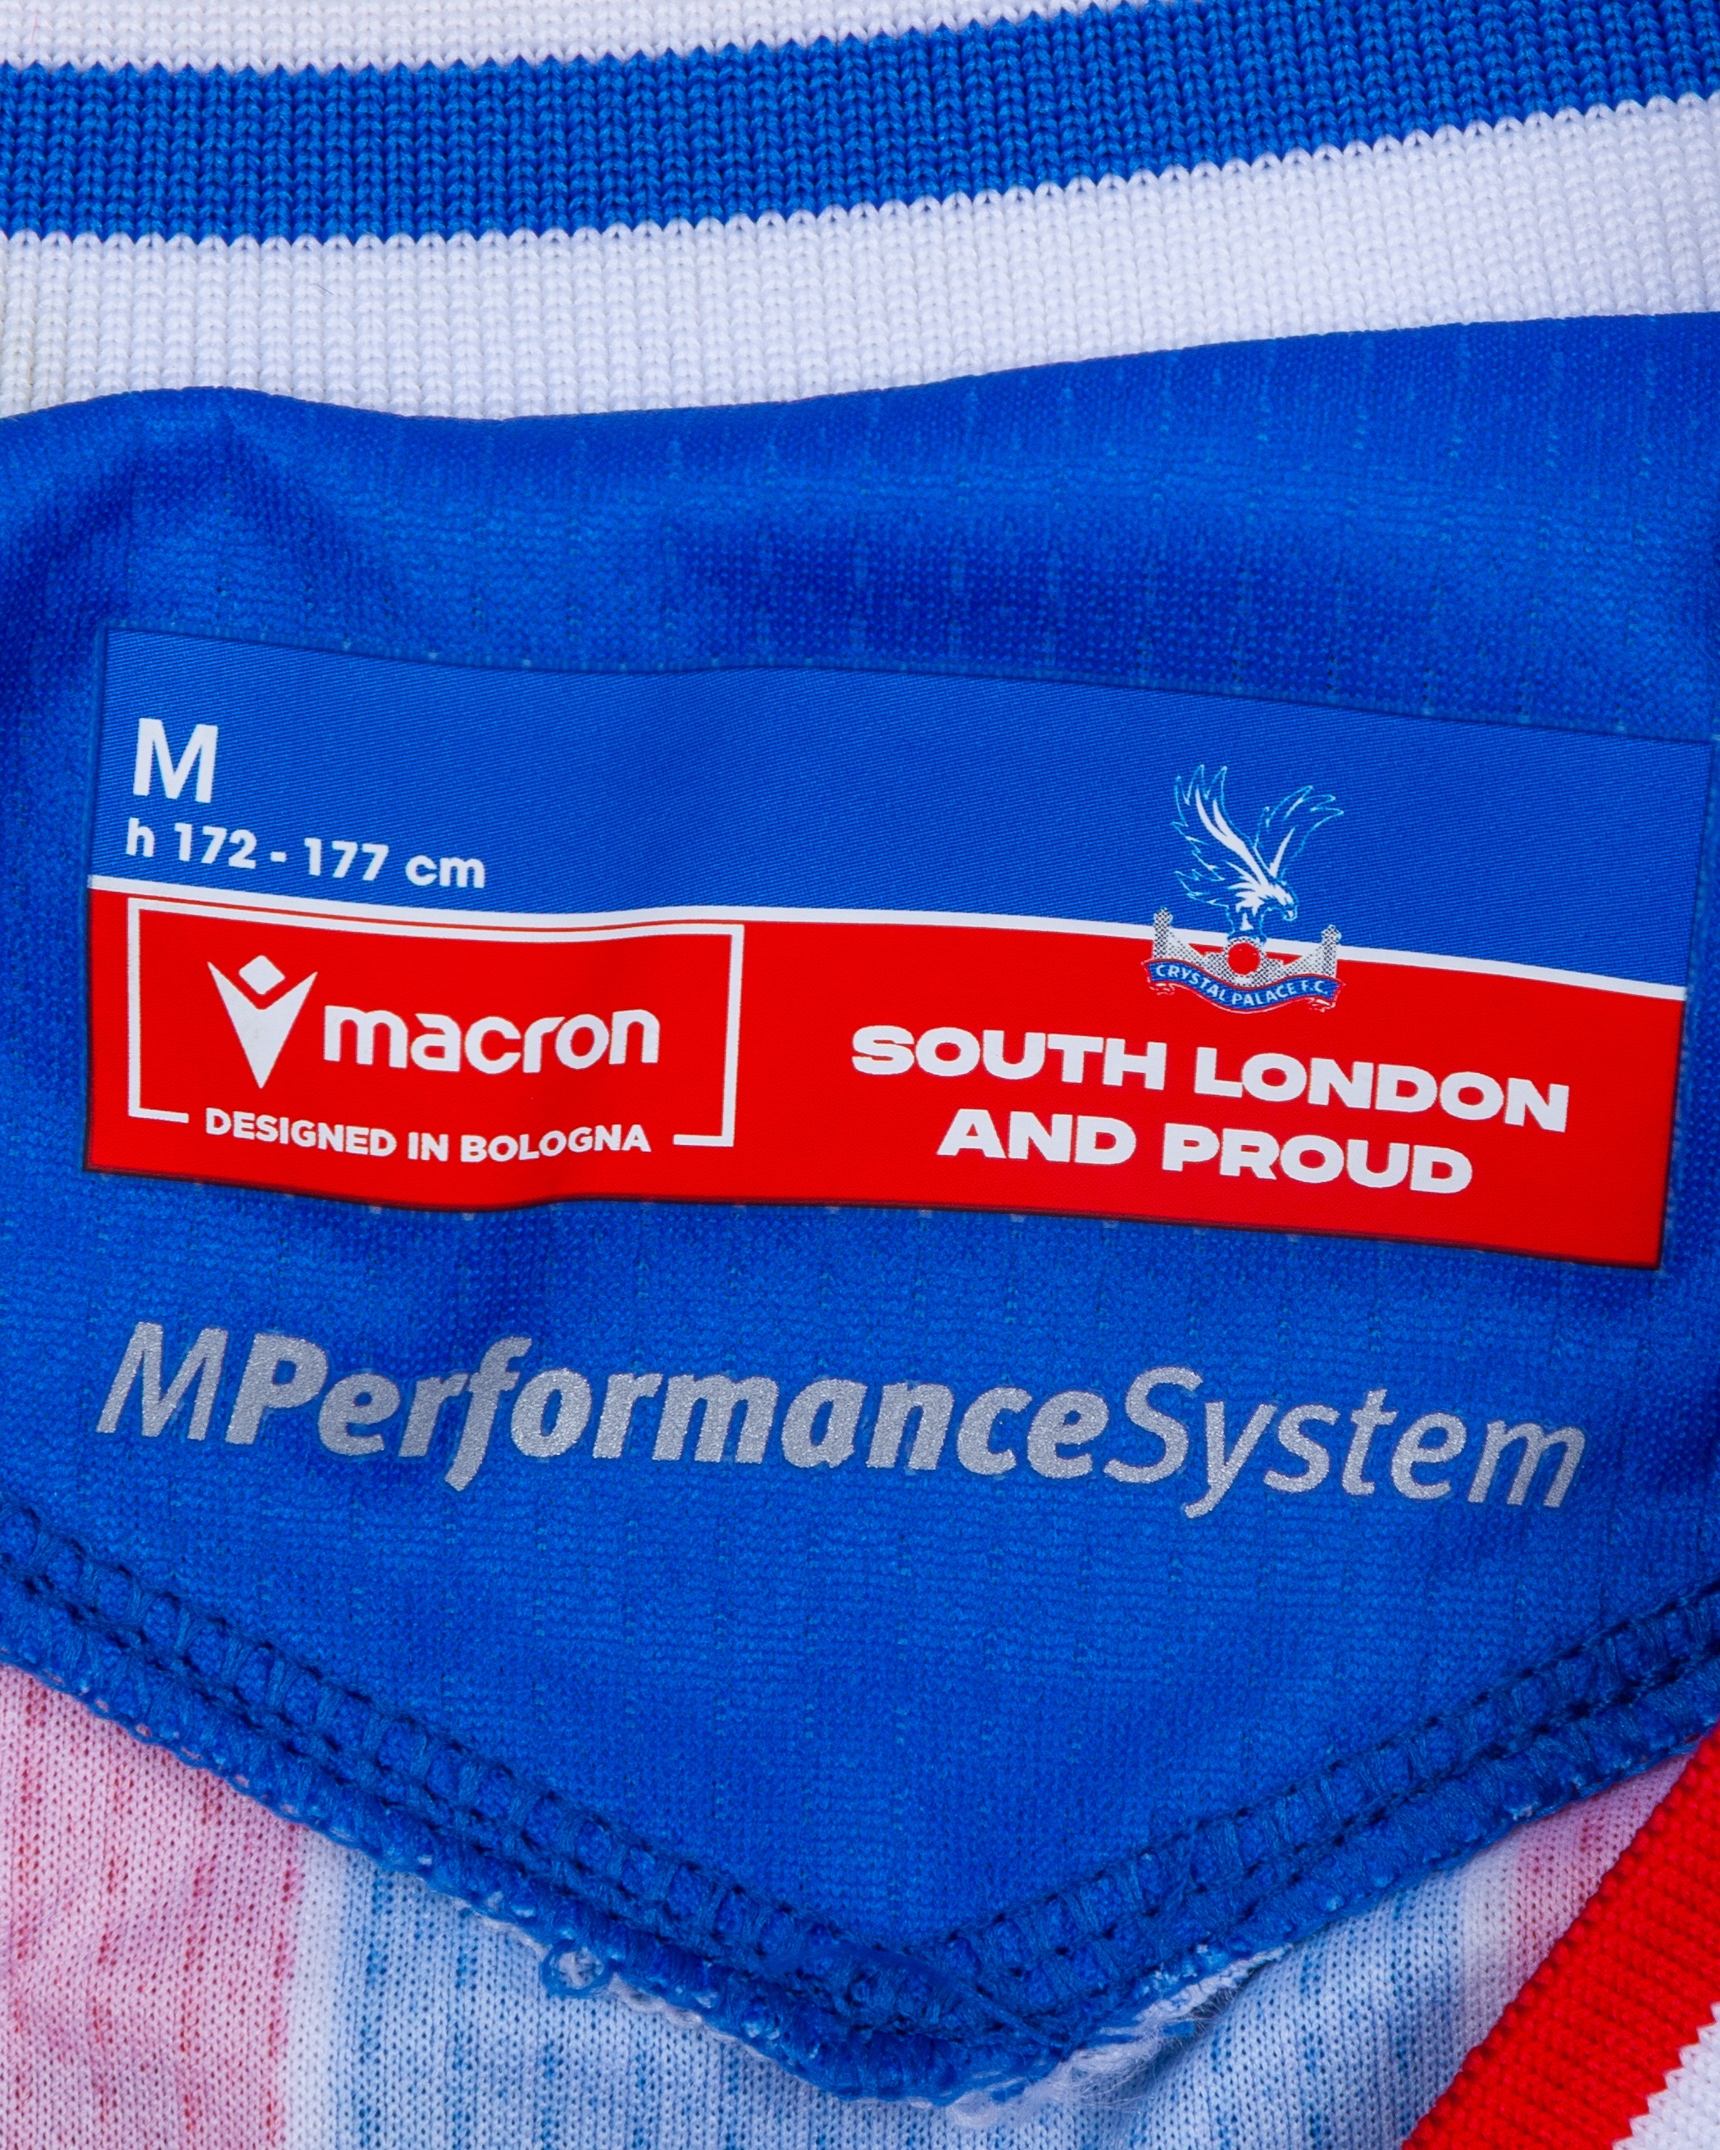 M
h 172 - 177 cm
CRYSTAL PALACE F.C.
macron
DESIGNED IN BOLOGNA
SOUTH LONDON
AND PROUD
MPerformanceSystem